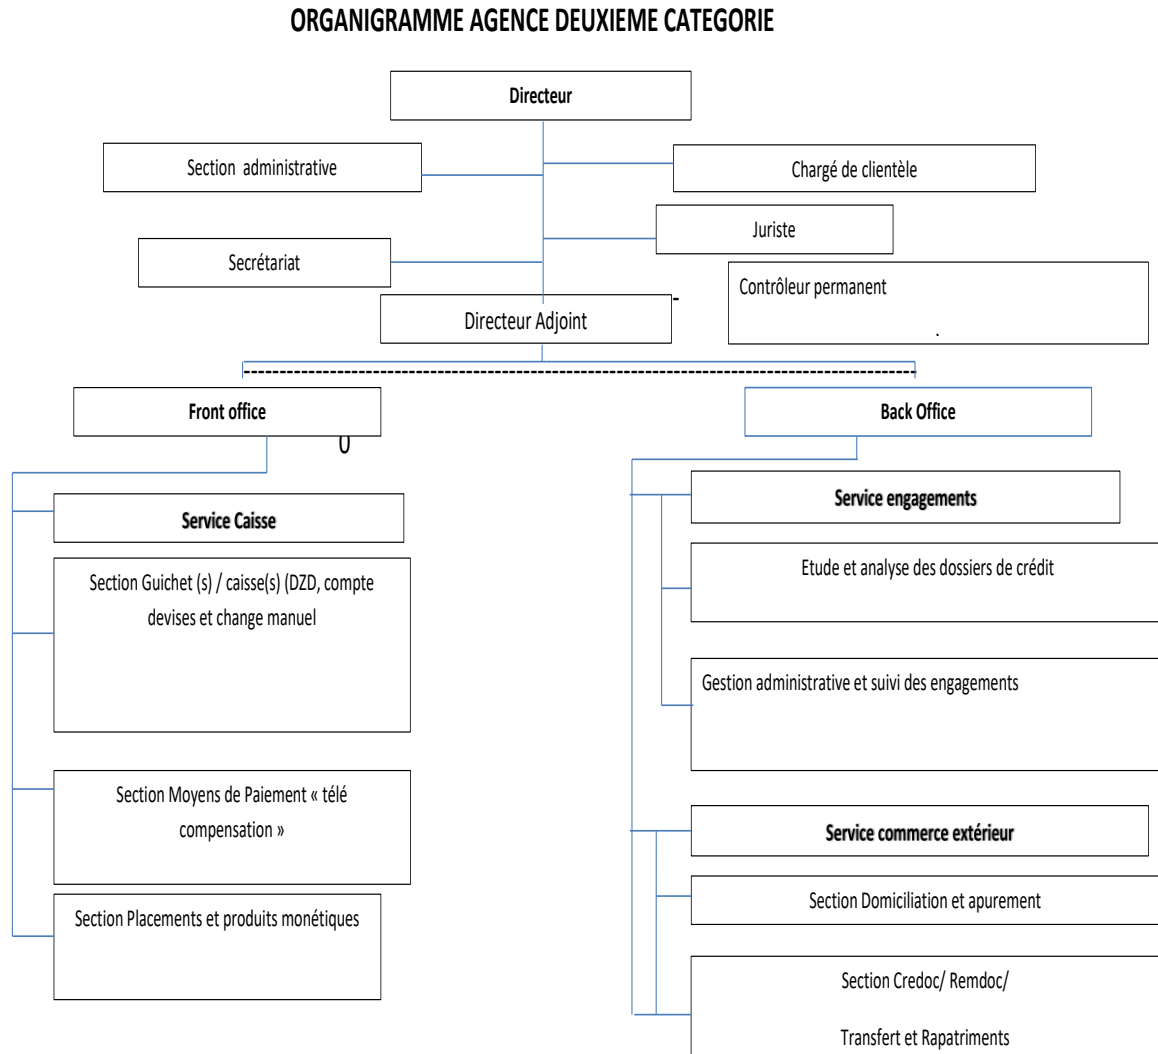 ORGANIGRAMME AGENCE DEUXIEME CATEGORIE
Directeur
Section administrative
Chargé de clientèle
Juriste
Secrétariat
Contrôleur permanent
.
Directeur Adjoint
-
Front office
Back Office
Service Caisse
Section Guichet (s) / caisse(s) (DZD, compte
devises et change manuel
Section Moyens de Paiement « télé
compensation »
Section Placements et produits monétiques
Service engagements
Etude et analyse des dossiers de crédit
Gestion administrative et suivi des engagements
Service commerce extérieur
Section Domiciliation et apurement
Section Credoc/ Remdoc/
Transfert et Rapatriments